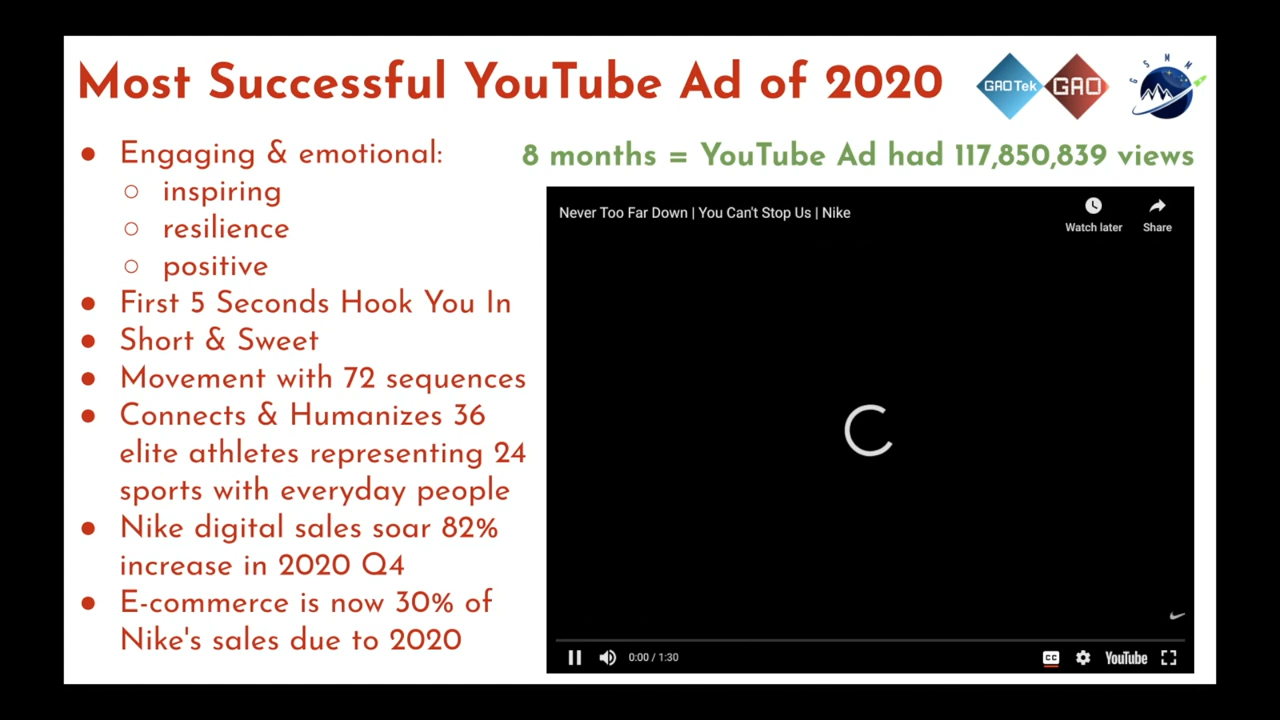 Most Successful YouTube Ad of 2020
GAOTek
GAO
GSMN
● Engaging & emotional:
○ inspiring
○ resilience
○ positive
● First 5 Seconds Hook You In
● Short & Sweet
● Movement with 72 sequences
● Connects & Humanizes 36
elite athletes representing 24
sports with everyday people
● Nike digital sales soar 82%
increase in 2020 Q4
● E-commerce is now 30% of
Nike's sales due to 2020
8 months = YouTube Ad had 117,850,839 views
Never Too Far Down | You Can't Stop Us | Nike
Watch later
Share
0:00 / 1:30
CC
YouTube